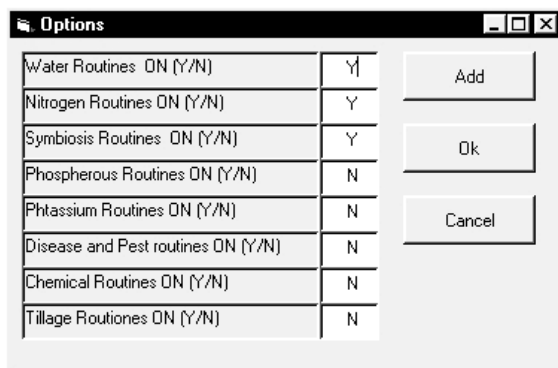 Options
Water Routines ON (Y/N) Y
Add
Nitrogen Routines ON (Y/N) Y
Symbiosis Routines ON (Y/N) Y
Ok
Phospherous Routines ON (Y/N) N
Phtassium Routines ON (Y/N) N
Cancel
Disease and Pest routines ON (Y/N) N
Chemical Routines ON (Y/N) N
Tillage Routiones ON (Y/N) N